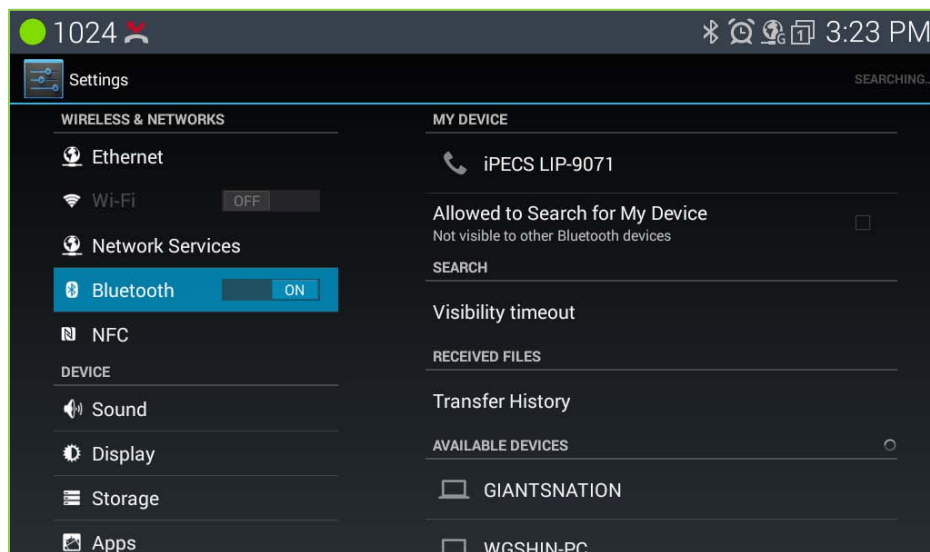 1024 3:23 PM
Settings SEARCHING..
WIRELESS & NETWORKS
Ethernet
Wi-Fi OFF
Network Services
Bluetooth ON
NFC
DEVICE
Sound
Display
Storage
Apps
MY DEVICE
iPECS LIP-9071
Allowed to Search for My Device
Not visible to other Bluetooth devices
SEARCH
Visibility timeout
RECEIVED FILES
Transfer History
AVAILABLE DEVICES
GIANTSNATION
WGSHIN-PC